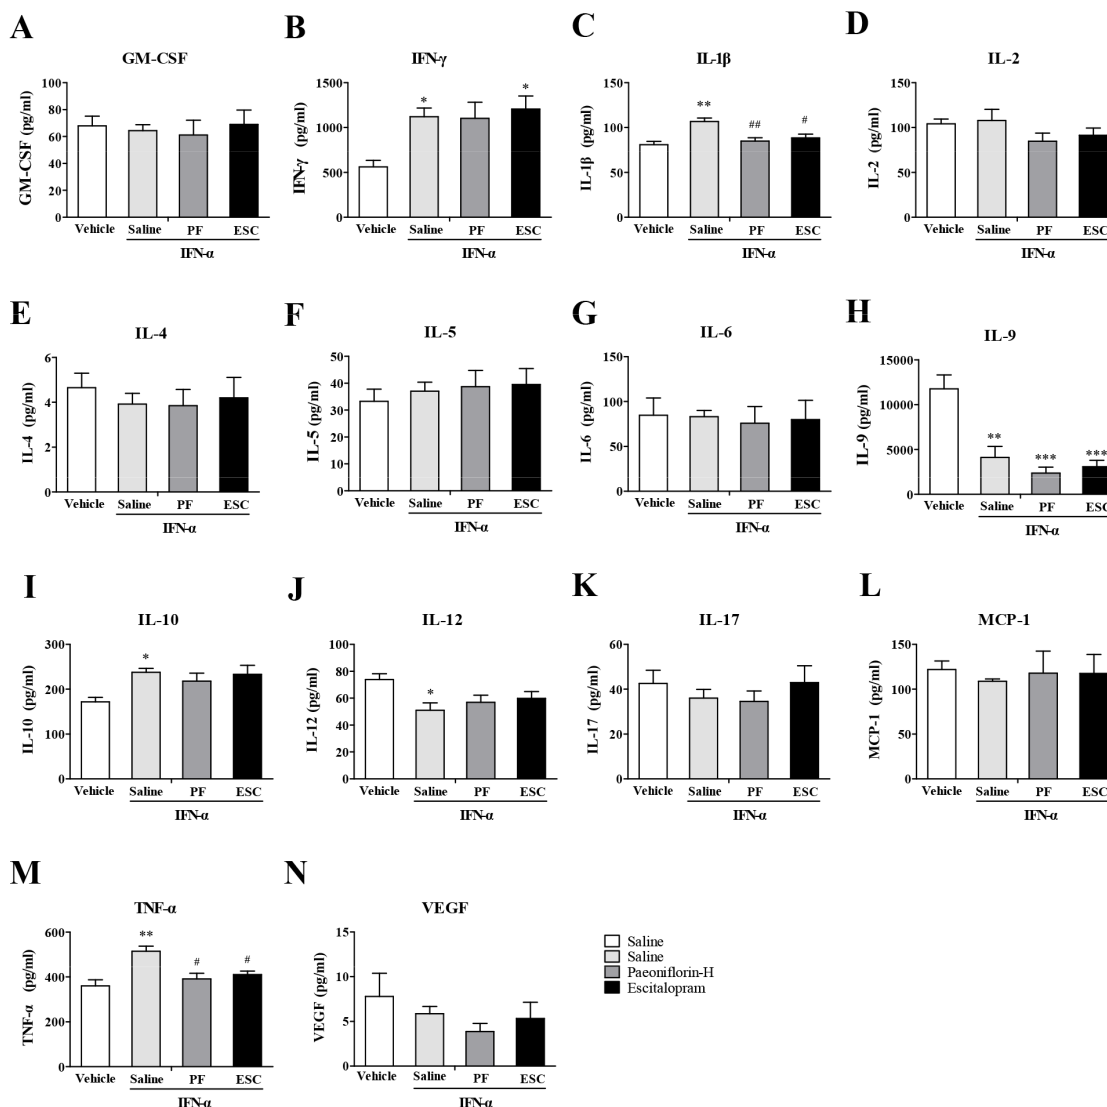 A
B
C
D
GM-CSF
IFN-γ
IL-1β
IL-2
GM-CSF (pg/ml)
100
80
60
40
20
0
Vehicle Saline PF ESC
IFN-α
IFN-γ (pg/ml)
1500
1000
500
0
*
*
Vehicle Saline PF ESC
IFN-α
IL-1β (pg/ml)
150
100
50
0
**
##
#
Vehicle Saline PF ESC
IFN-α
IL-2 (pg/ml)
150
100
50
0
Vehicle Saline PF ESC
IFN-α
E
F
G
H
IL-4
IL-5
IL-6
IL-9
IL-4 (pg/ml)
6
4
2
0
Vehicle Saline PF ESC
IFN-α
IL-5 (pg/ml)
50
40
30
20
10
0
Vehicle Saline PF ESC
IFN-α
IL-6 (pg/ml)
150
100
50
0
Vehicle Saline PF ESC
IFN-α
IL-9 (pg/ml)
15000
10000
5000
0
**
***
***
Vehicle Saline PF ESC
IFN-α
I
J
K
L
IL-10
IL-12
IL-17
MCP-1
IL-10 (pg/ml)
300
200
100
0
*
Vehicle Saline PF ESC
IFN-α
IL-12 (pg/ml)
100
80
60
40
20
0
*
Vehicle Saline PF ESC
IFN-α
IL-17 (pg/ml)
60
40
20
0
Vehicle Saline PF ESC
IFN-α
MCP-1 (pg/ml)
150
100
50
0
Vehicle Saline PF ESC
IFN-α
M
N
TNF-α
VEGF
TNF-α (pg/ml)
600
400
200
0
**
#
#
Vehicle Saline PF ESC
IFN-α
VEGF (pg/ml)
15
10
5
0
Vehicle Saline PF ESC
IFN-α
Saline
Saline
Paeoniflorin-H
Escitalopram